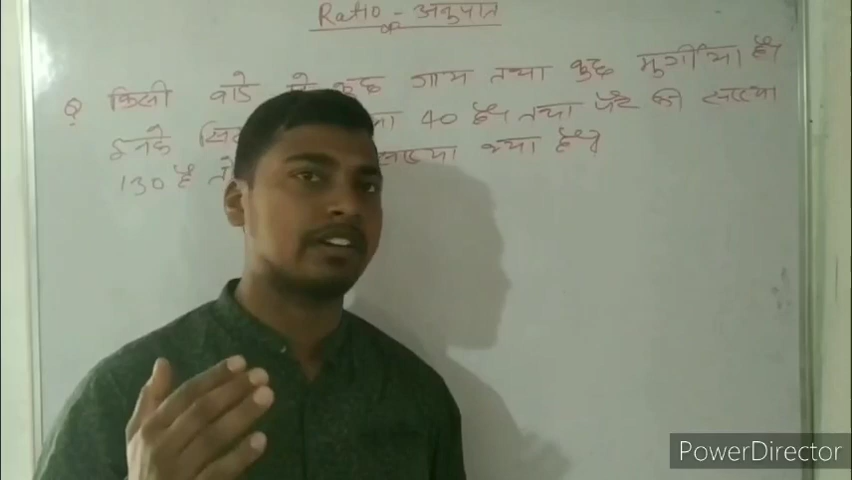 Ratio - अनुपात
Q किसी बाडे मे कुछ गाय तथा कुछ मुर्गीया है।
इनके 40 है। तथा पैर की संख्या
130 है तो संख्या क्या है?
PowerDirector